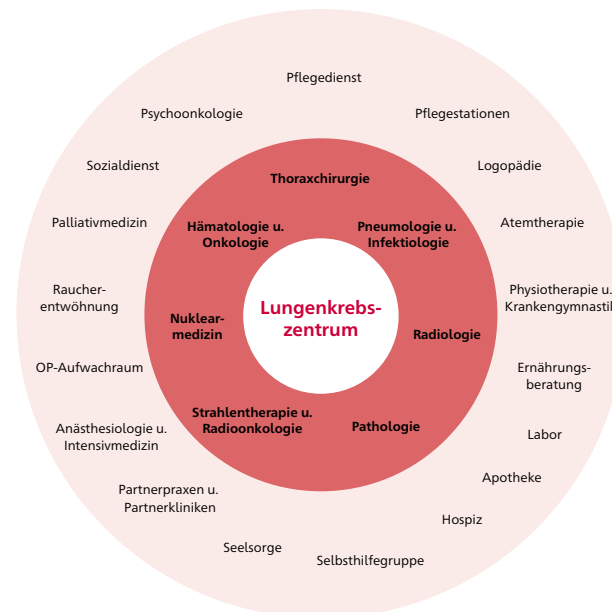 Pflegedienst
Psychoonkologie
Pflegestationen
Sozialdienst
Logopädie
Thoraxchirurgie
Palliativmedizin
Hämatologie u.
Onkologie
Pneumologie u.
Infektiologie
Atemtherapie
Raucher-
entwöhnung
Physiotherapie u.
Krankengymnastik
Lungenkrebs-
zentrum
Nuklear-
medizin
Radiologie
OP-Aufwachraum
Ernährungs-
beratung
Strahlentherapie u.
Radioonkologie
Pathologie
Anästhesiologie u.
Intensivmedizin
Labor
Apotheke
Partnerpraxen u.
Partnerkliniken
Hospiz
Seelsorge
Selbsthilfegruppe